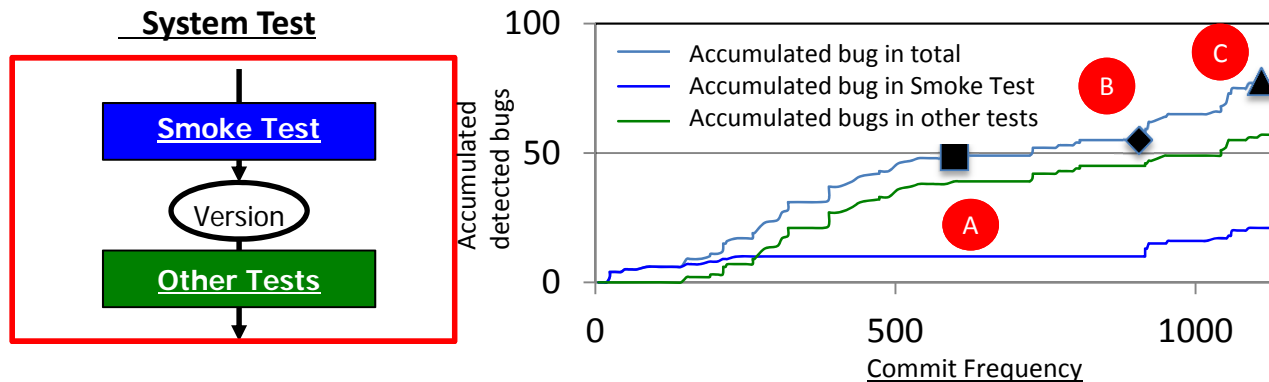 System Test
Smoke Test
Version
Other Tests
Accumulated
detected bugs
100
50
0
Accumulated bug in total
Accumulated bug in Smoke Test
Accumulated bugs in other tests
A
B
C
0
500
1000
Commit Frequency